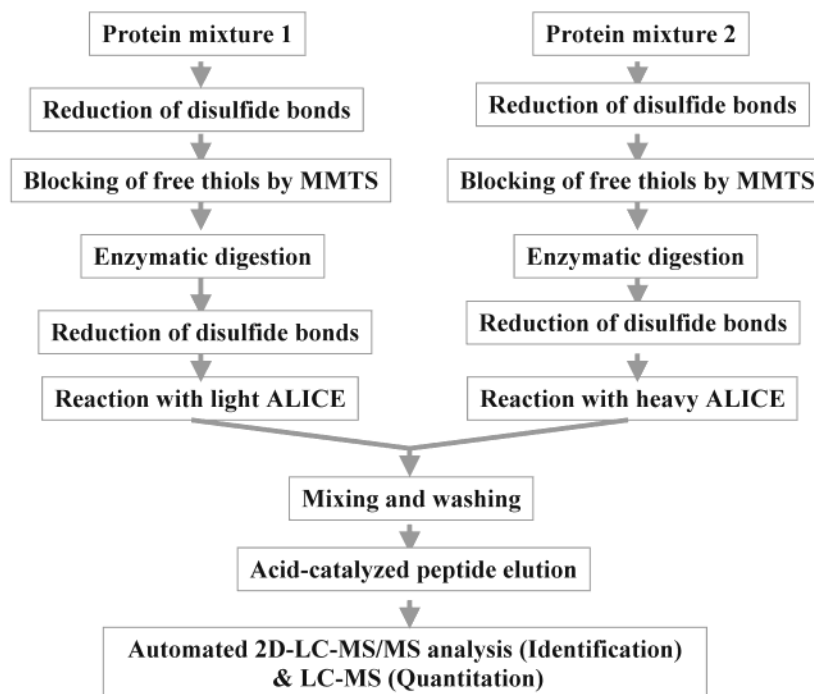 Protein mixture 1
Protein mixture 2
Reduction of disulfide bonds
Reduction of disulfide bonds
Blocking of free thiols by MMTS
Blocking of free thiols by MMTS
Enzymatic digestion
Enzymatic digestion
Reduction of disulfide bonds
Reduction of disulfide bonds
Reaction with light ALICE
Reaction with heavy ALICE
Mixing and washing
Acid-catalyzed peptide elution
Automated 2D-LC-MS/MS analysis (Identification)
& LC-MS (Quantitation)